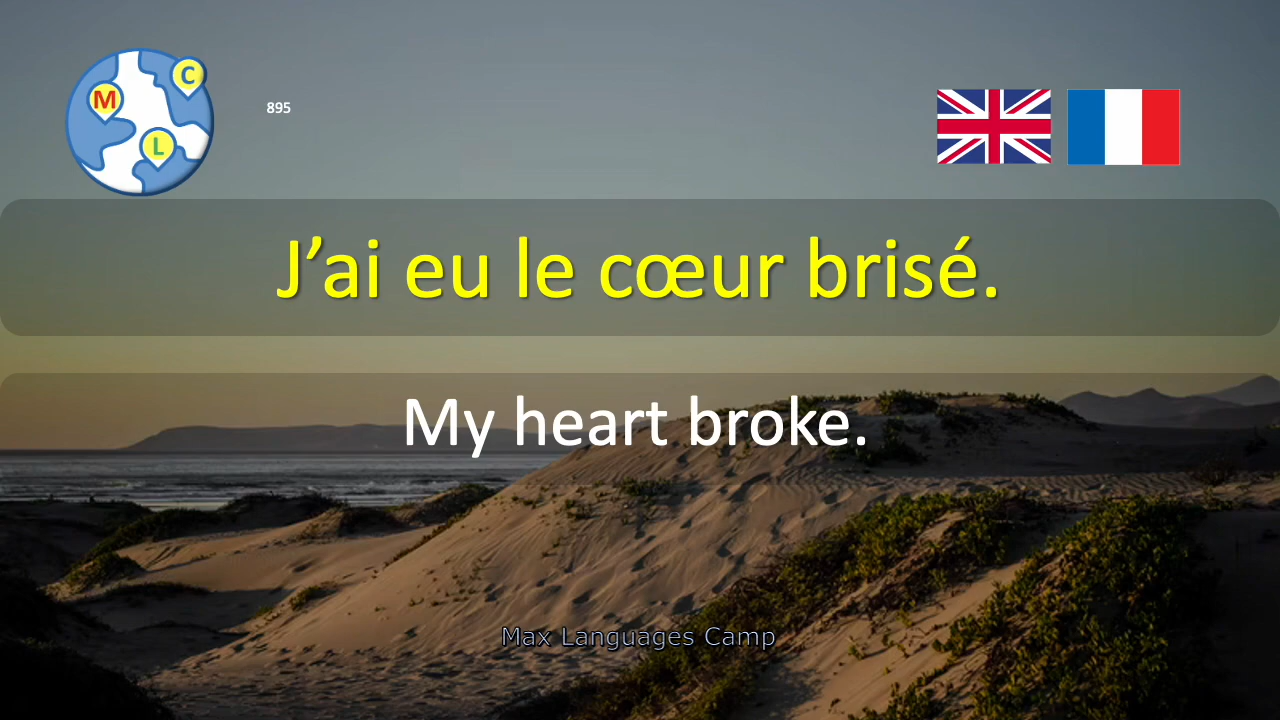 M
C
L
895
J’ai eu le cœur brisé.
My heart broke.
Max Languages Camp